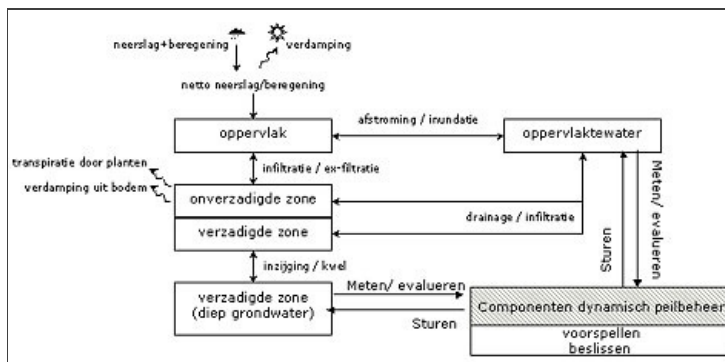 neerslag+beregening
verdamping
netto neerslag/beregening
afstroming / inundatie
oppervlak
oppervlaktewater
transpiratie door planten
infiltratie / ex-filtratie
verdamping uit bodem
onverzadigde zone
drainage / infiltratie
verzadigde zone
Sturen
Meten/ evalueren
inzijging / kwel
Meten/ evalueren
verzadigde zone
(diep grondwater)
Sturen
Componenten dynamisch peilbeheer
voorspellen
beslissen